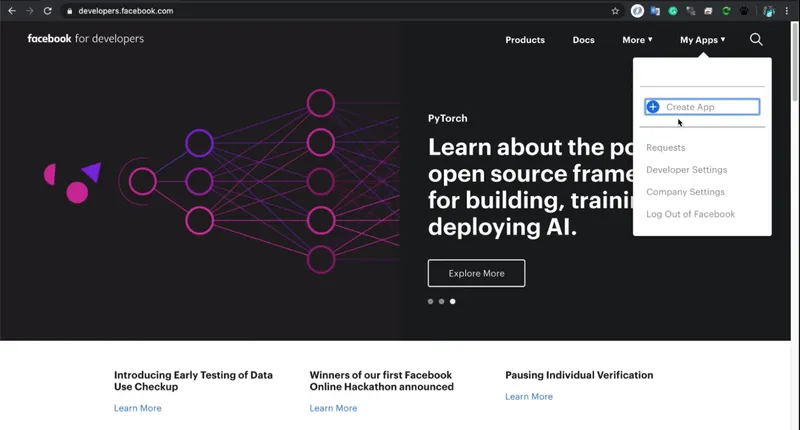 developers.facebook.com
facebook for developers
Products
Docs
More
My Apps
Create App
Requests
Developer Settings
Company Settings
Log Out of Facebook
PyTorch
Learn about the po
open source frame
for building, trainin
deploying AI.
Explore More
Introducing Early Testing of Data
Use Checkup
Learn More
Winners of our first Facebook
Online Hackathon announced
Learn More
Pausing Individual Verification
Learn More